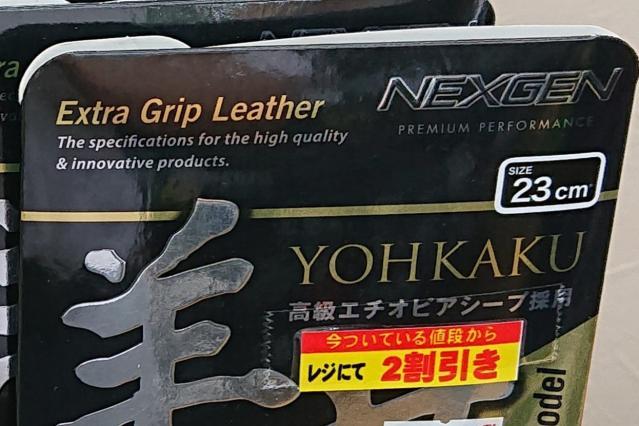 Extra Grip Leather
The specifications for the high quality
& innovative products.
NEXGEN
PREMIUM PERFORMANCE
SIZE
23cm
YOHKAKU
高級エチオピアシープ採用
今ついている値段から
レジにて 2割引き
羊